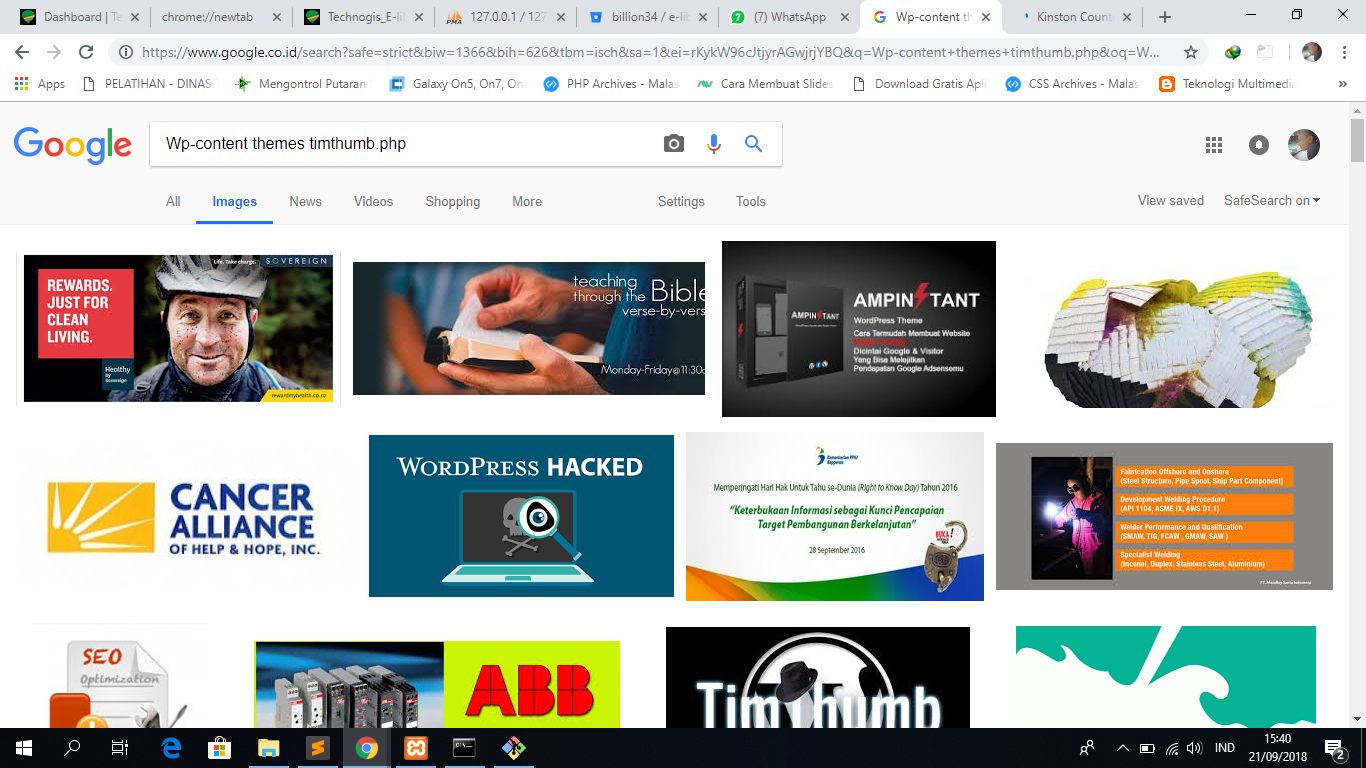 Dashboard | Te
chrome://newtab
Technogis_E-lib
127.0.0.1 / 127
billion34 / e-lib
(7) WhatsApp
Wp-content th
Kinston Count
https://www.google.co.id/search?safe=strict&biw=1366&bih=626&tbm=isch&sa=1&ei=rKykW96cJtjyrAGwjrjYBQ&q=Wp-content+themes+timthumb.php&oq=W...
Apps
PELATIHAN - DINAS T
Mengontrol Putaran
Galaxy On5, On7, On
PHP Archives - Malas
Cara Membuat Slides
Download Gratis Apli
CSS Archives - Malas
Teknologi Multimedia
»
Google
Wp-content themes timthumb.php
All
Images
News
Videos
Shopping
More
Settings
Tools
View saved
SafeSearch on
Life. Take charge.
SOVEREIGN
REWARDS.
JUST FOR
CLEAN
LIVING.
Healthy
by
Sovereign
rewardmyhealth.co.nz
teaching
through the Bible
verse-by-vers
Monday-Friday@11:30a
AMPINSTANT
AMPINSTANT
WordPress Theme
Cara Termudah Membuat Website
Dicintai Google & Visitor
Yang Bisa Melejitkan
Pendapatan Google Adsensemu
CANCER
ALLIANCE
OF HELP & HOPE, INC.
WORDPRESS HACKED
Kementerian PPN/
Bappenas
Memperingati Hari Hak Untuk Tahu se-Dunia (Right to Know Day) Tahun 2016
“Keterbukaan Informasi sebagai Kunci Pencapaian
Target Pembangunan Berkelanjutan”
28 September 2016
BUKA!
Fabrication Offshore and Onshore
(Steel Structure, Pipe Spool, Ship Part Component)
Development Welding Procedure
(API 1104, ASME IX, AWS D1.1)
Welder Performance and Qualification
(SMAW, TIG, FCAW , GMAW, SAW )
Specialist Welding
(Inconel, Duplex, Stainless Steel, Aluminium)
SEO
Optimization
ABB
TimThumb
IND
15:40
21/09/2018
2